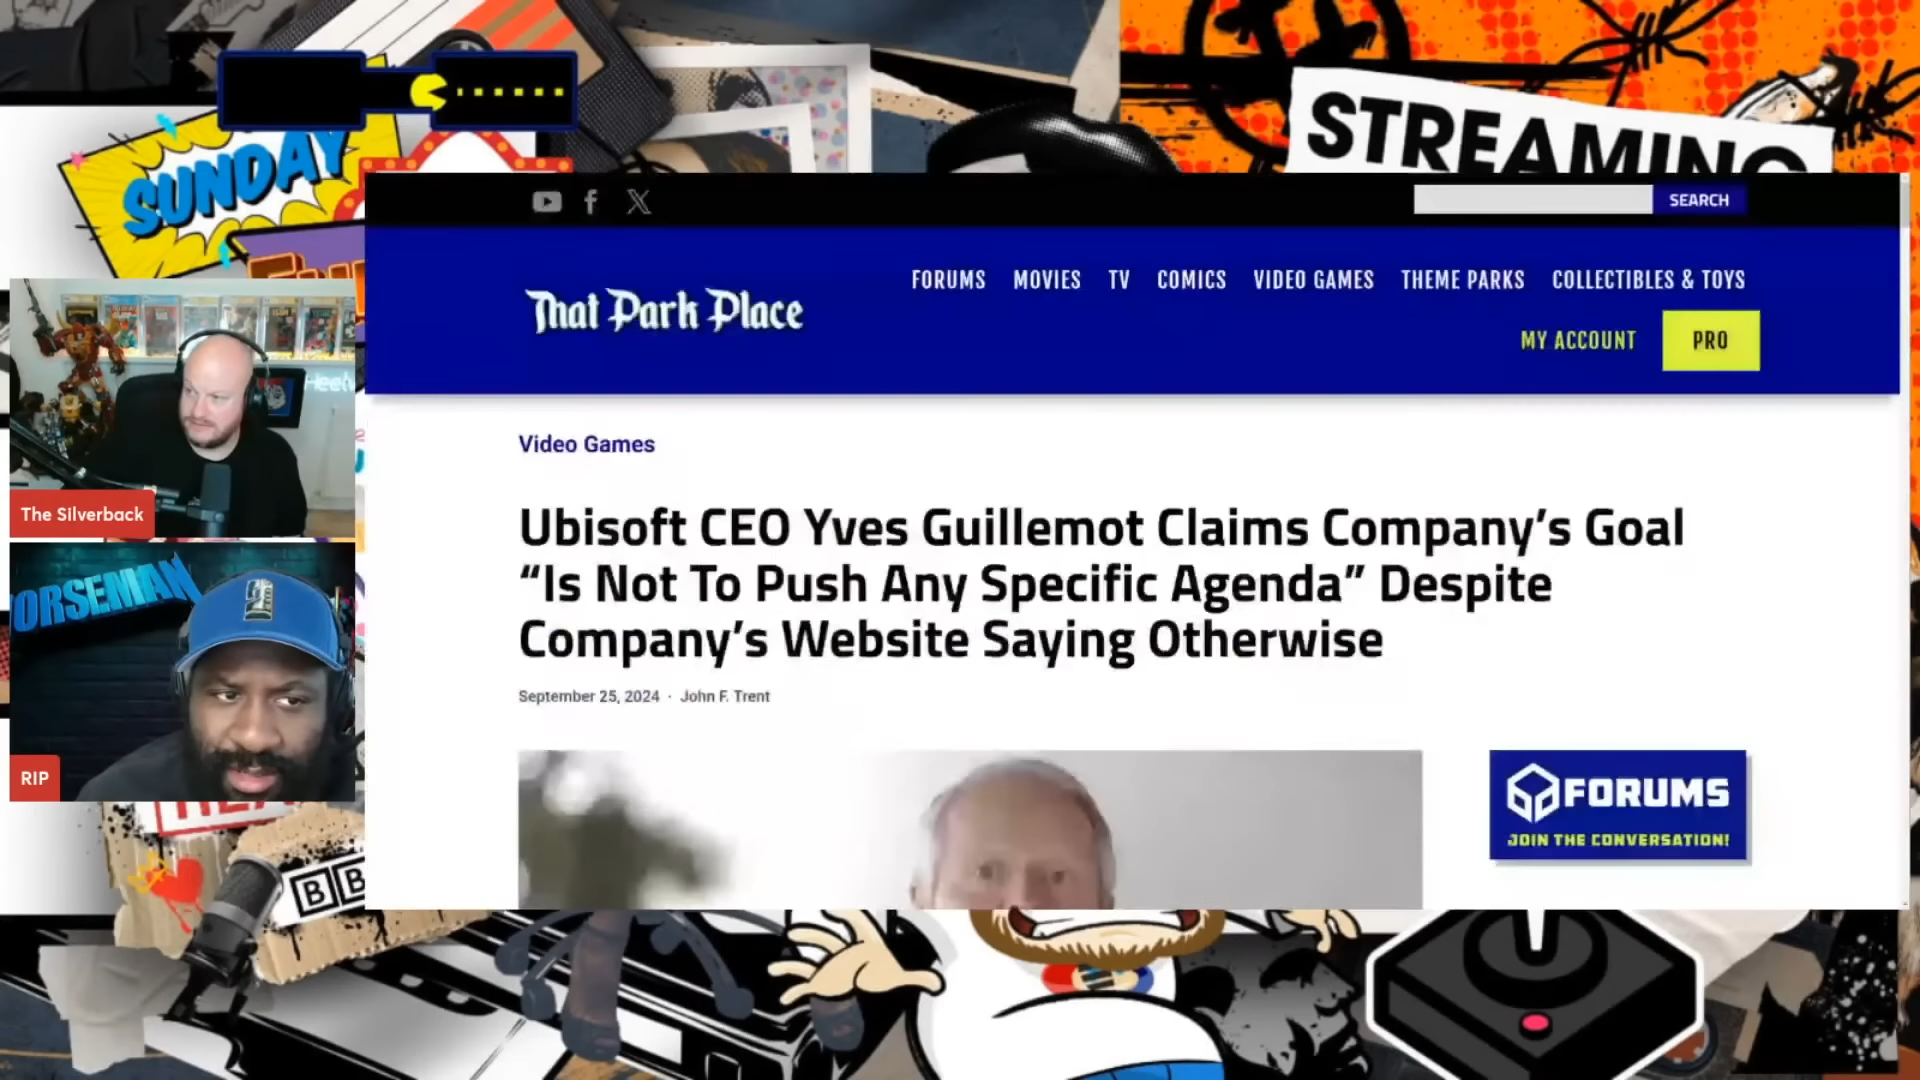 SUNDAY
STREAMING
SEARCH
That Park Place
FORUMS MOVIES TV COMICS VIDEO GAMES THEME PARKS COLLECTIBLES & TOYS
MY ACCOUNT PRO
Video Games
Ubisoft CEO Yves Guillemot Claims Company’s Goal
“Is Not To Push Any Specific Agenda” Despite
Company’s Website Saying Otherwise
September 25, 2024 · John F. Trent
The Silverback
ORSEMAN
RIP
FORUMS
JOIN THE CONVERSATION!